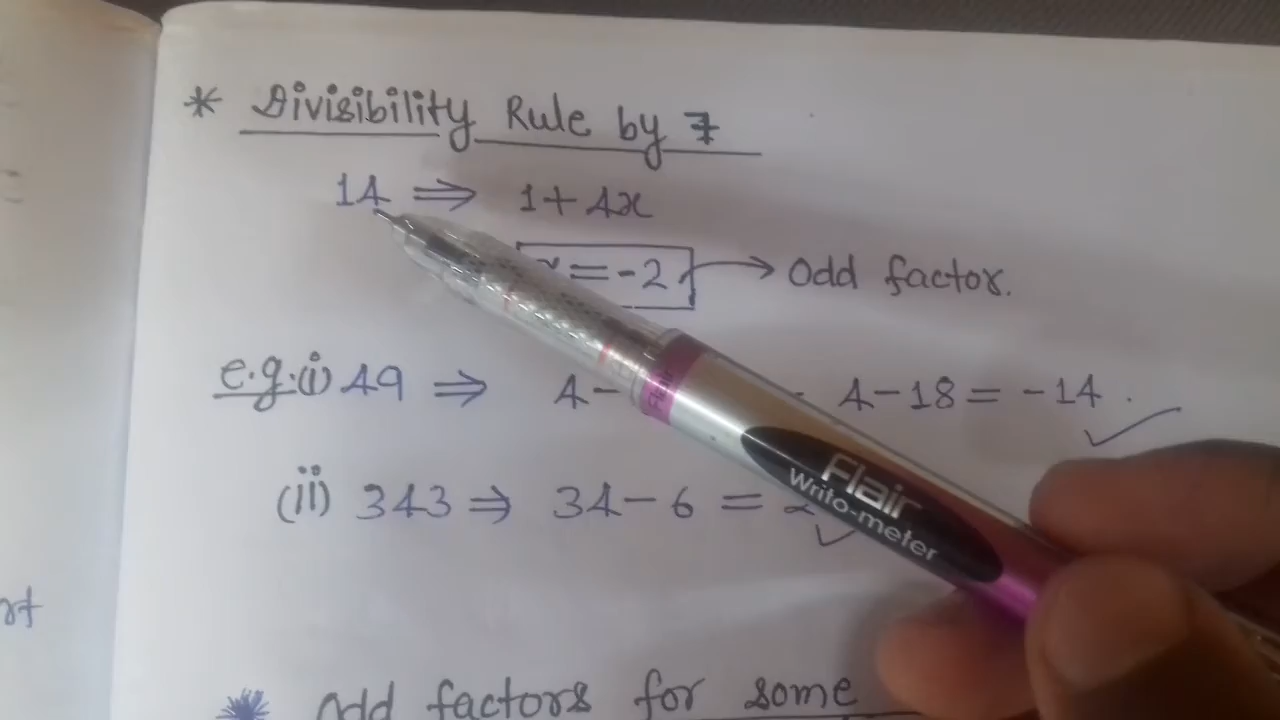 * Divisibility Rule by 7
14 ⇒ 1+4x
x = -2 → Odd factor.
e.g.(i) 49 ⇒ 4- - 4-18 = -14.
(ii) 343 ⇒ 34-6 =
Odd factors for some
Flair
Writo-meter
Flair